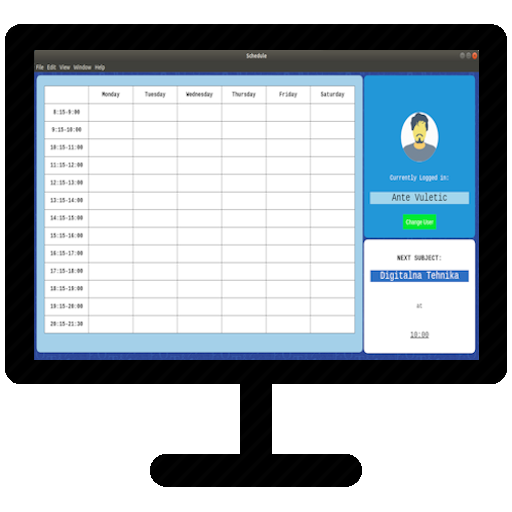 Schedule
File Edit View Window Help
Monday Tuesday Wednesday Thursday Friday Saturday
8:15-9:00
9:15-10:00
10:15-11:00
11:15-12:00
12:15-13:00
13:15-14:00
14:15-15:00
15:15-16:00
16:15-17:00
17:15-18:00
18:15-19:00
19:15-20:00
20:15-21:30
Currently Logged in:
Ante Vuletic
Change User
NEXT SUBJECT:
Digitalna Tehnika
at
10:00